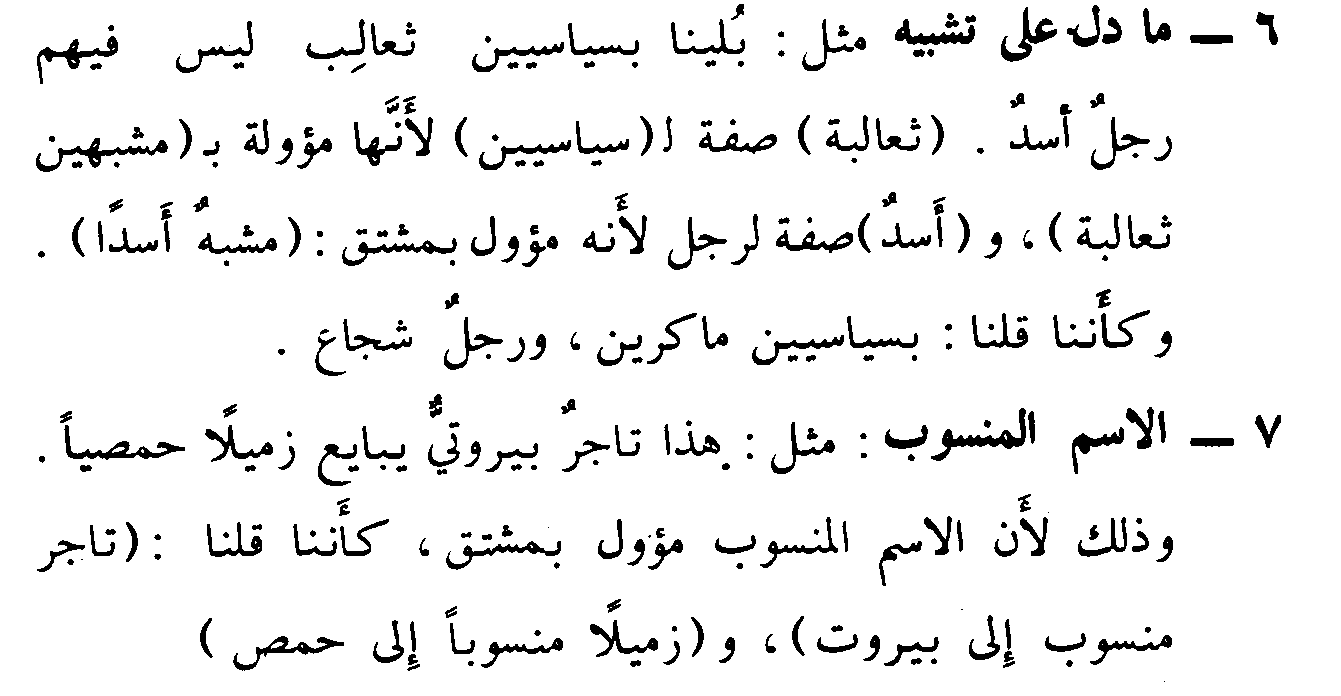 ٦ ــ ما دل على تشبيه مثل : بُلينا بسياسيين ثعالِب ليس فيهم
رجلٌ أسدٌ . (ثعالبة) صفة لـ(سياسيين) لأَنَّها مؤولة بـ(مشبهين
ثعالبة) ، و (أَسدٌ)صفة لرجل لأَنه مؤول بمشتق : (مشبهٌ أَسدًا) .
وكأَننا قلنا : بسياسيين ماكرين ، ورجلٌ شجاع .
٧ ــ الاسم المنسوب : مثل : هذا تاجرٌ بيروتيٌّ يبايع زميلًا حمصياً .
وذلك لأَن الاسم المنسوب مؤول بمشتق ، كأَننا قلنا : (تاجر
منسوب إِلى بيروت) ، و (زميلًا منسوباً إِلى حمص )